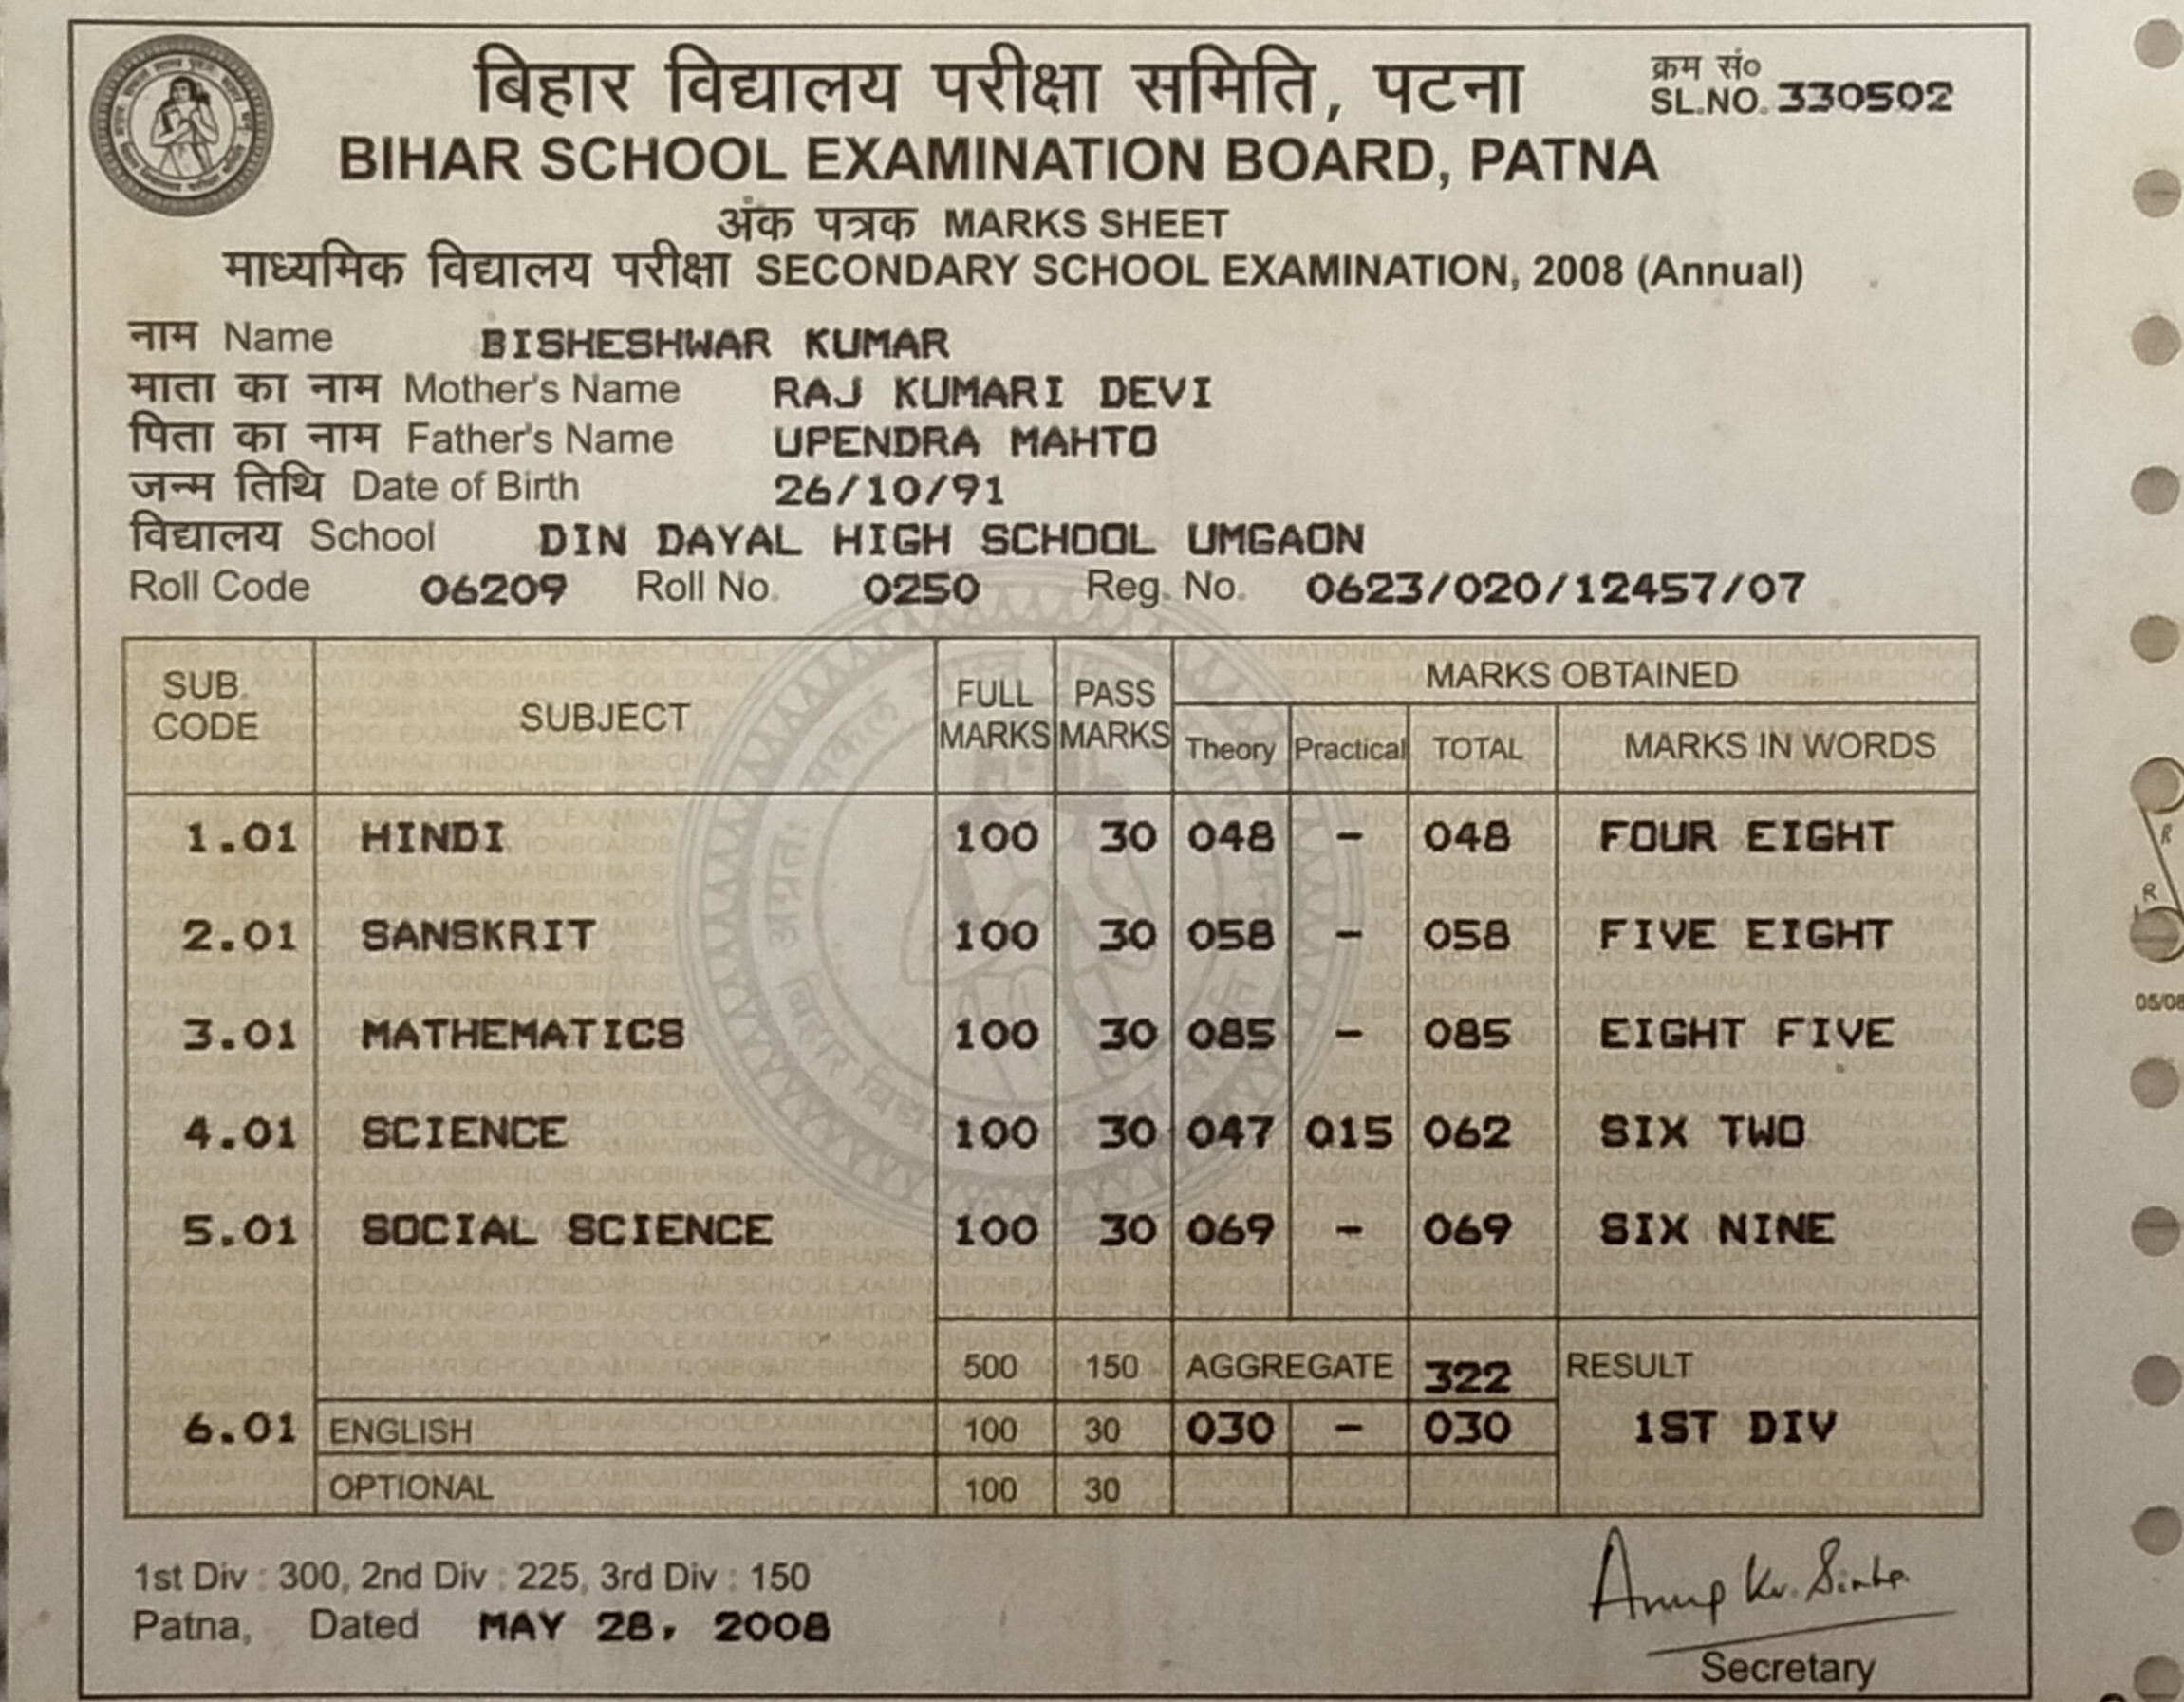 बिहार विद्यालय परीक्षा समिति, पटना
क्रम सं०
SL.NO. 330502
BIHAR SCHOOL EXAMINATION BOARD, PATNA
अंक पत्रक MARKS SHEET
माध्यमिक विद्यालय परीक्षा SECONDARY SCHOOL EXAMINATION, 2008 (Annual)
नाम Name BISHESHWAR KUMAR
माता का नाम Mother's Name RAJ KUMARI DEVI
पिता का नाम Father's Name UPENDRA MAHTO
जन्म तिथि Date of Birth 26/10/91
विद्यालय School DIN DAYAL HIGH SCHOOL UMGAON
Roll Code 06209 Roll No. 0250 Reg. No. 0623/020/12457/07
SUB. CODE SUBJECT FULL MARKS PASS MARKS MARKS OBTAINED
Theory Practical TOTAL MARKS IN WORDS
1.01 HINDI 100 30 048 - 048 FOUR EIGHT
2.01 SANSKRIT 100 30 058 - 058 FIVE EIGHT
3.01 MATHEMATICS 100 30 085 - 085 EIGHT FIVE
4.01 SCIENCE 100 30 047 015 062 SIX TWO
5.01 SOCIAL SCIENCE 100 30 069 - 069 SIX NINE
500 150 AGGREGATE 322 RESULT
6.01 ENGLISH 100 30 030 - 030 1ST DIV
OPTIONAL 100 30
1st Div : 300, 2nd Div : 225, 3rd Div : 150
Patna, Dated MAY 28, 2008
Anup Kr. Sinha
Secretary
R
R
05/08